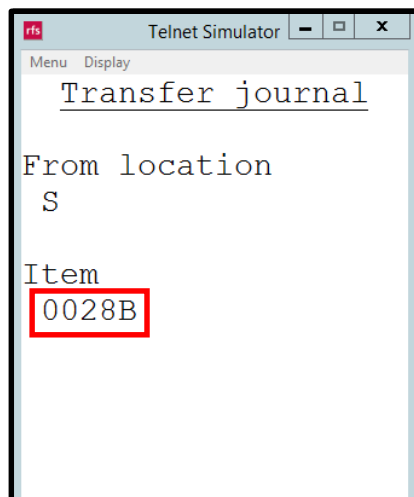 rfs
Telnet Simulator
Menu Display
Transfer journal
From location
S
Item
0028B